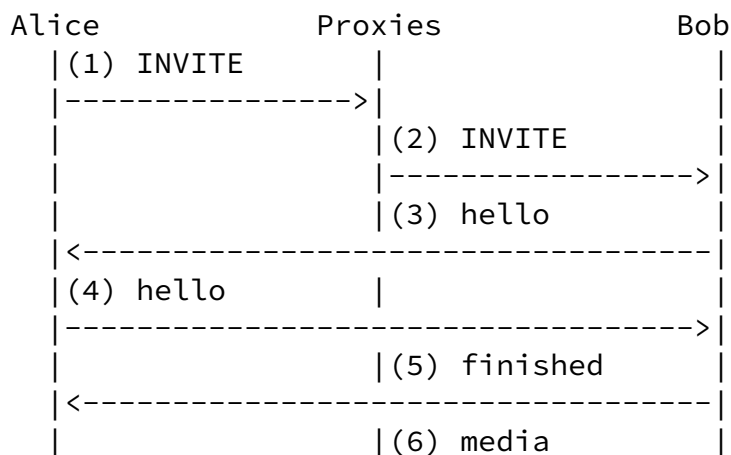 Alice            Proxies             Bob
  |(1) INVITE       |                  |
  |---------------->|                  |
  |                 |(2) INVITE        |
  |                 |----------------->|
  |                 |(3) hello         |
  |<-----------------------------------|
  |(4) hello        |                  |
  |----------------------------------->|
  |                 |(5) finished      |
  |<-----------------------------------|
  |                 |(6) media         |